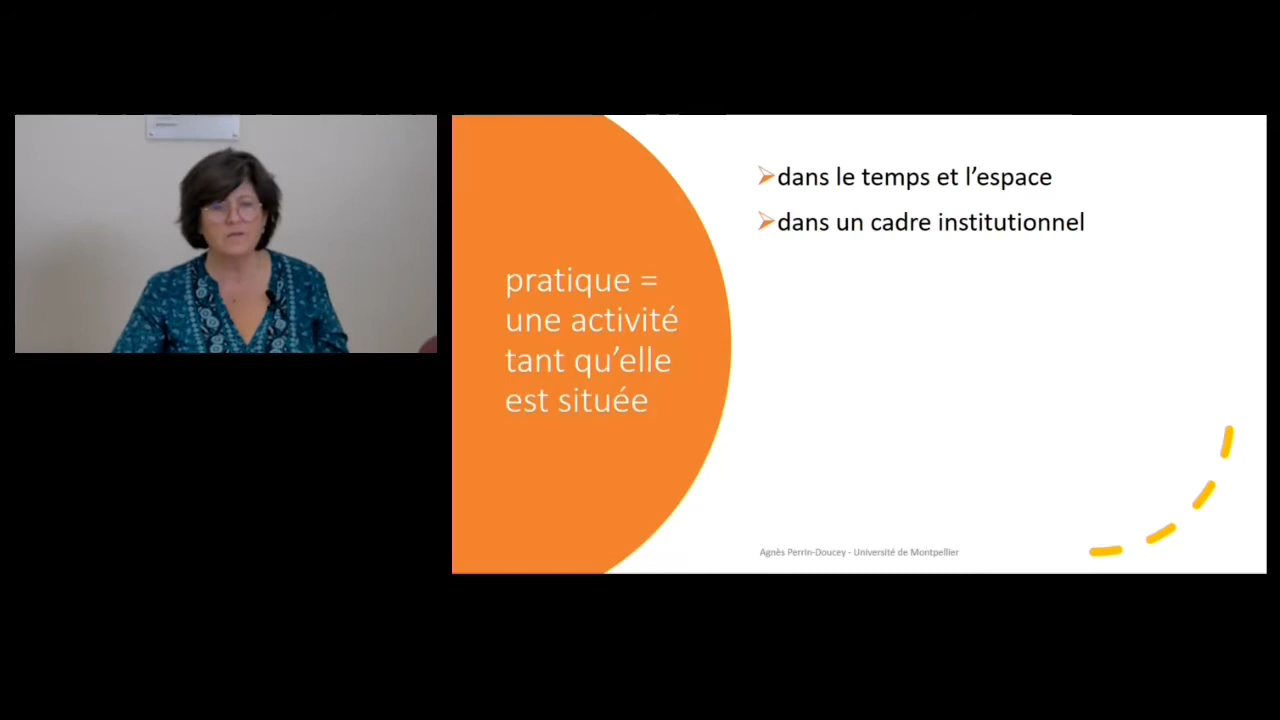 dans le temps et l’espace
dans un cadre institutionnel
pratique =
une activité
tant qu’elle
est située
Agnès Perrin-Doucey - Université de Montpellier